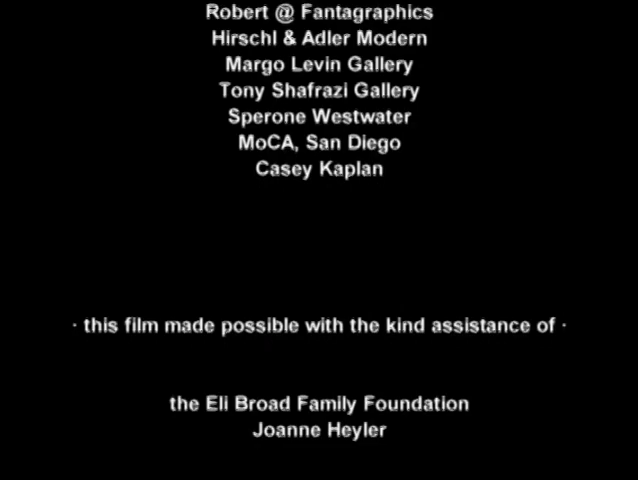 Robert @ Fantagraphics
Hirschl & Adler Modern
Margo Levin Gallery
Tony Shafrazi Gallery
Sperone Westwater
MoCA, San Diego
Casey Kaplan
· this film made possible with the kind assistance of ·
the Eli Broad Family Foundation
Joanne Heyler